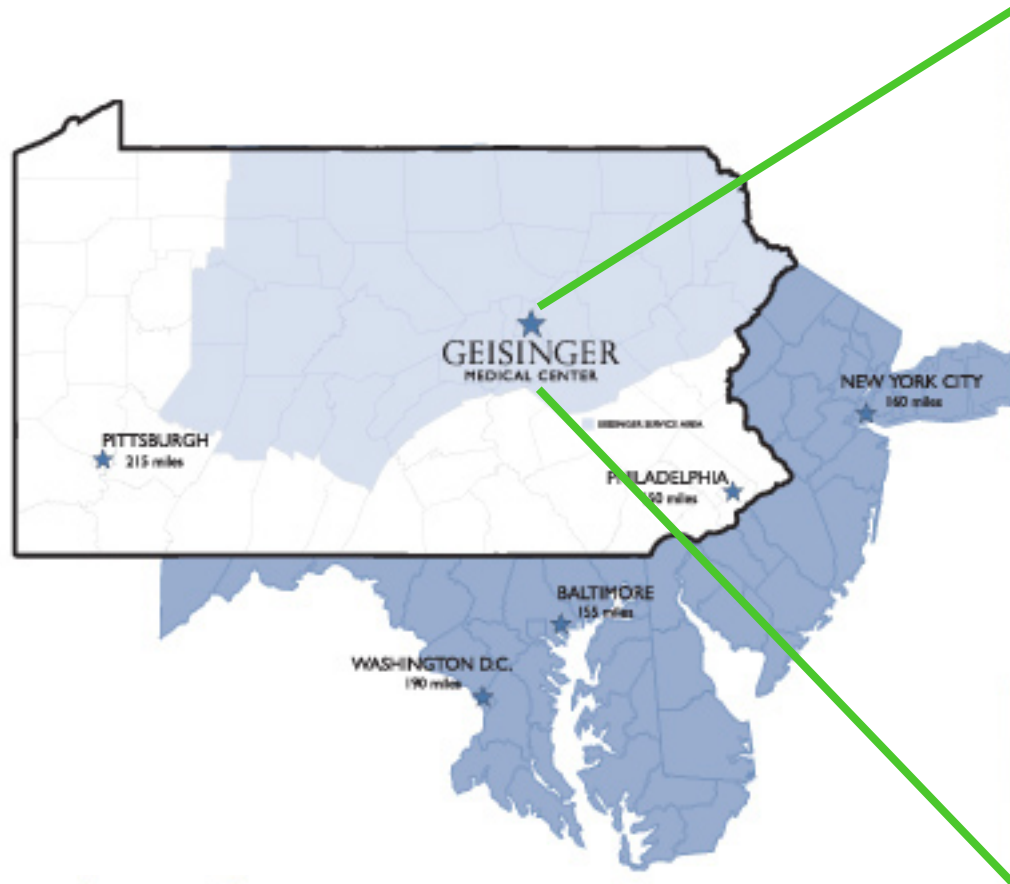 GEISINGER
MEDICAL CENTER
NEW YORK CITY
160 miles
GEISINGER SERVICE AREA
PITTSBURGH
215 miles
PHILADELPHIA
BALTIMORE
155 miles
WASHINGTON D.C.
190 miles